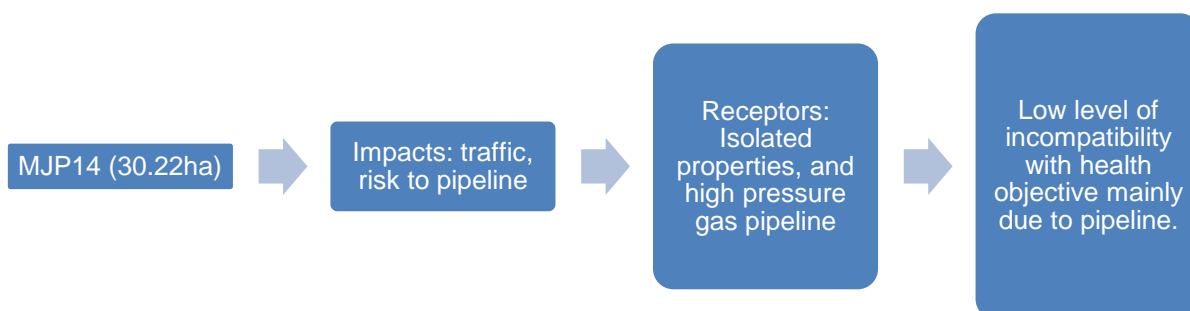 MJP14 (30.22ha)
Impacts: traffic,
risk to pipeline
Receptors:
Isolated
properties, and
high pressure
gas pipeline
Low level of
incompatibility
with health
objective mainly
due to pipeline.